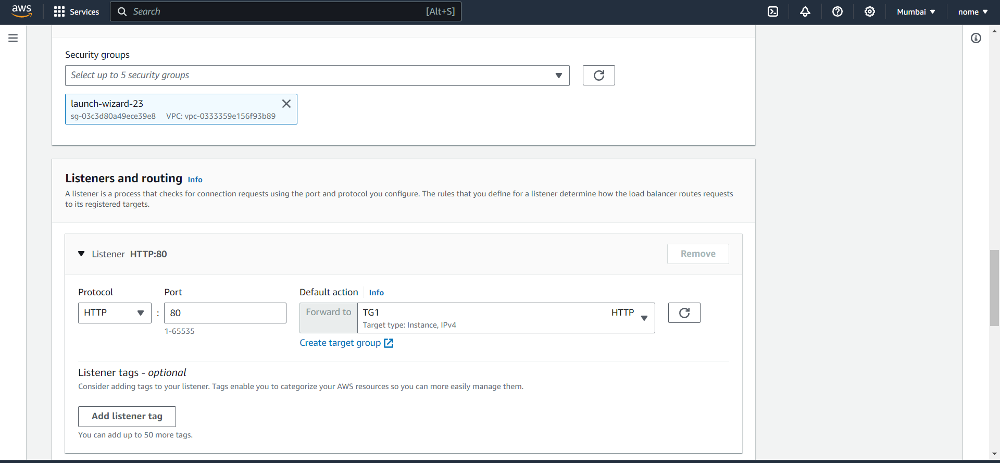 aws Services Search [Alt+S] Mumbai nome
Security groups
Select up to 5 security groups
launch-wizard-23
sg-03c3d80a49ece39e8 VPC: vpc-0333359e156f93b89
Listeners and routing Info
A listener is a process that checks for connection requests using the port and protocol you configure. The rules that you define for a listener determine how the load balancer routes requests
to its registered targets.
Listener HTTP:80 Remove
Protocol Port Default action Info
HTTP : 80 Forward to TG1 HTTP
1-65535 Target type: Instance, IPv4
Create target group
Listener tags - optional
Consider adding tags to your listener. Tags enable you to categorize your AWS resources so you can more easily manage them.
Add listener tag
You can add up to 50 more tags.